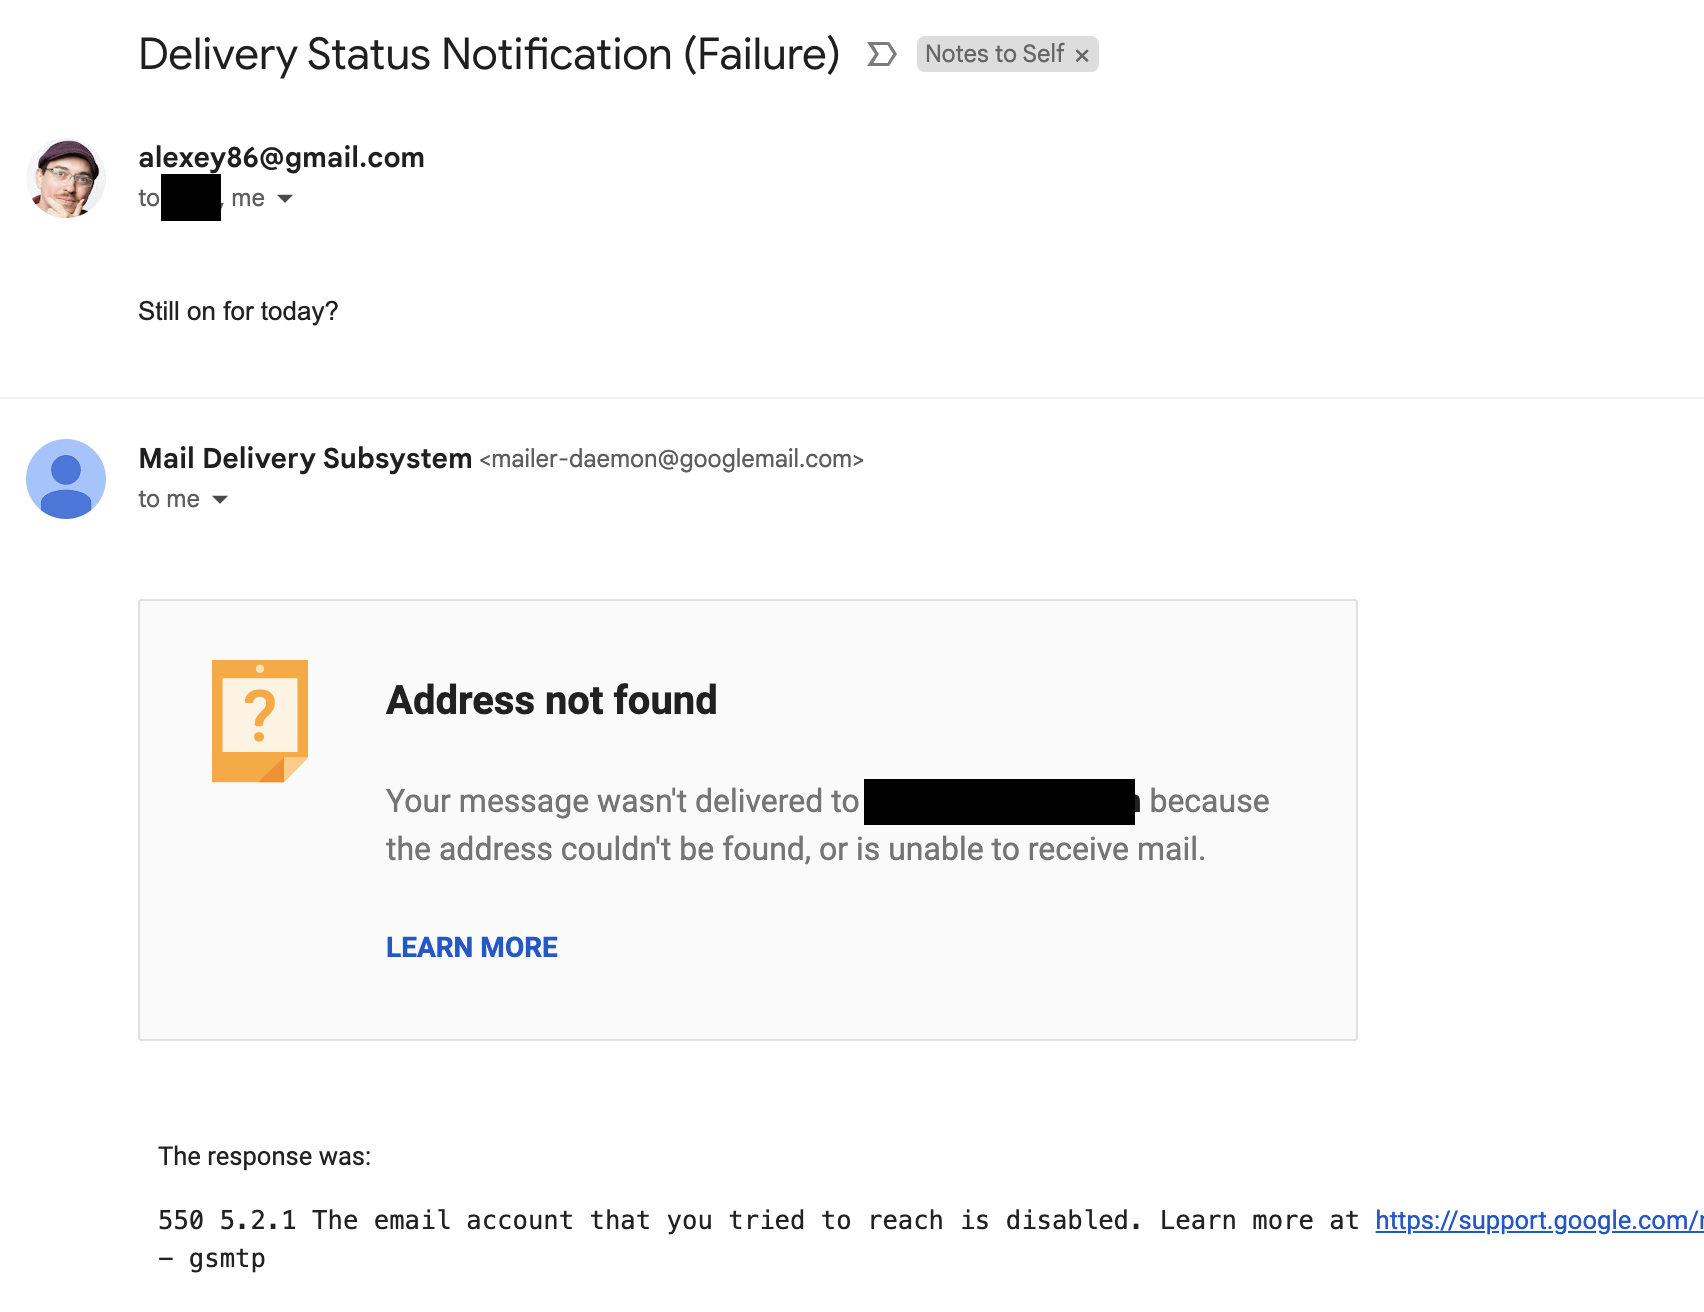 Delivery Status Notification (Failure) Notes to Self ×
alexey86@gmail.com
to , me
Still on for today?
Mail Delivery Subsystem <mailer-daemon@googlemail.com>
to me
?
Address not found
Your message wasn't delivered to because
the address couldn't be found, or is unable to receive mail.
LEARN MORE
The response was:
550 5.2.1 The email account that you tried to reach is disabled. Learn more at https://support.google.com/
- gsmtp